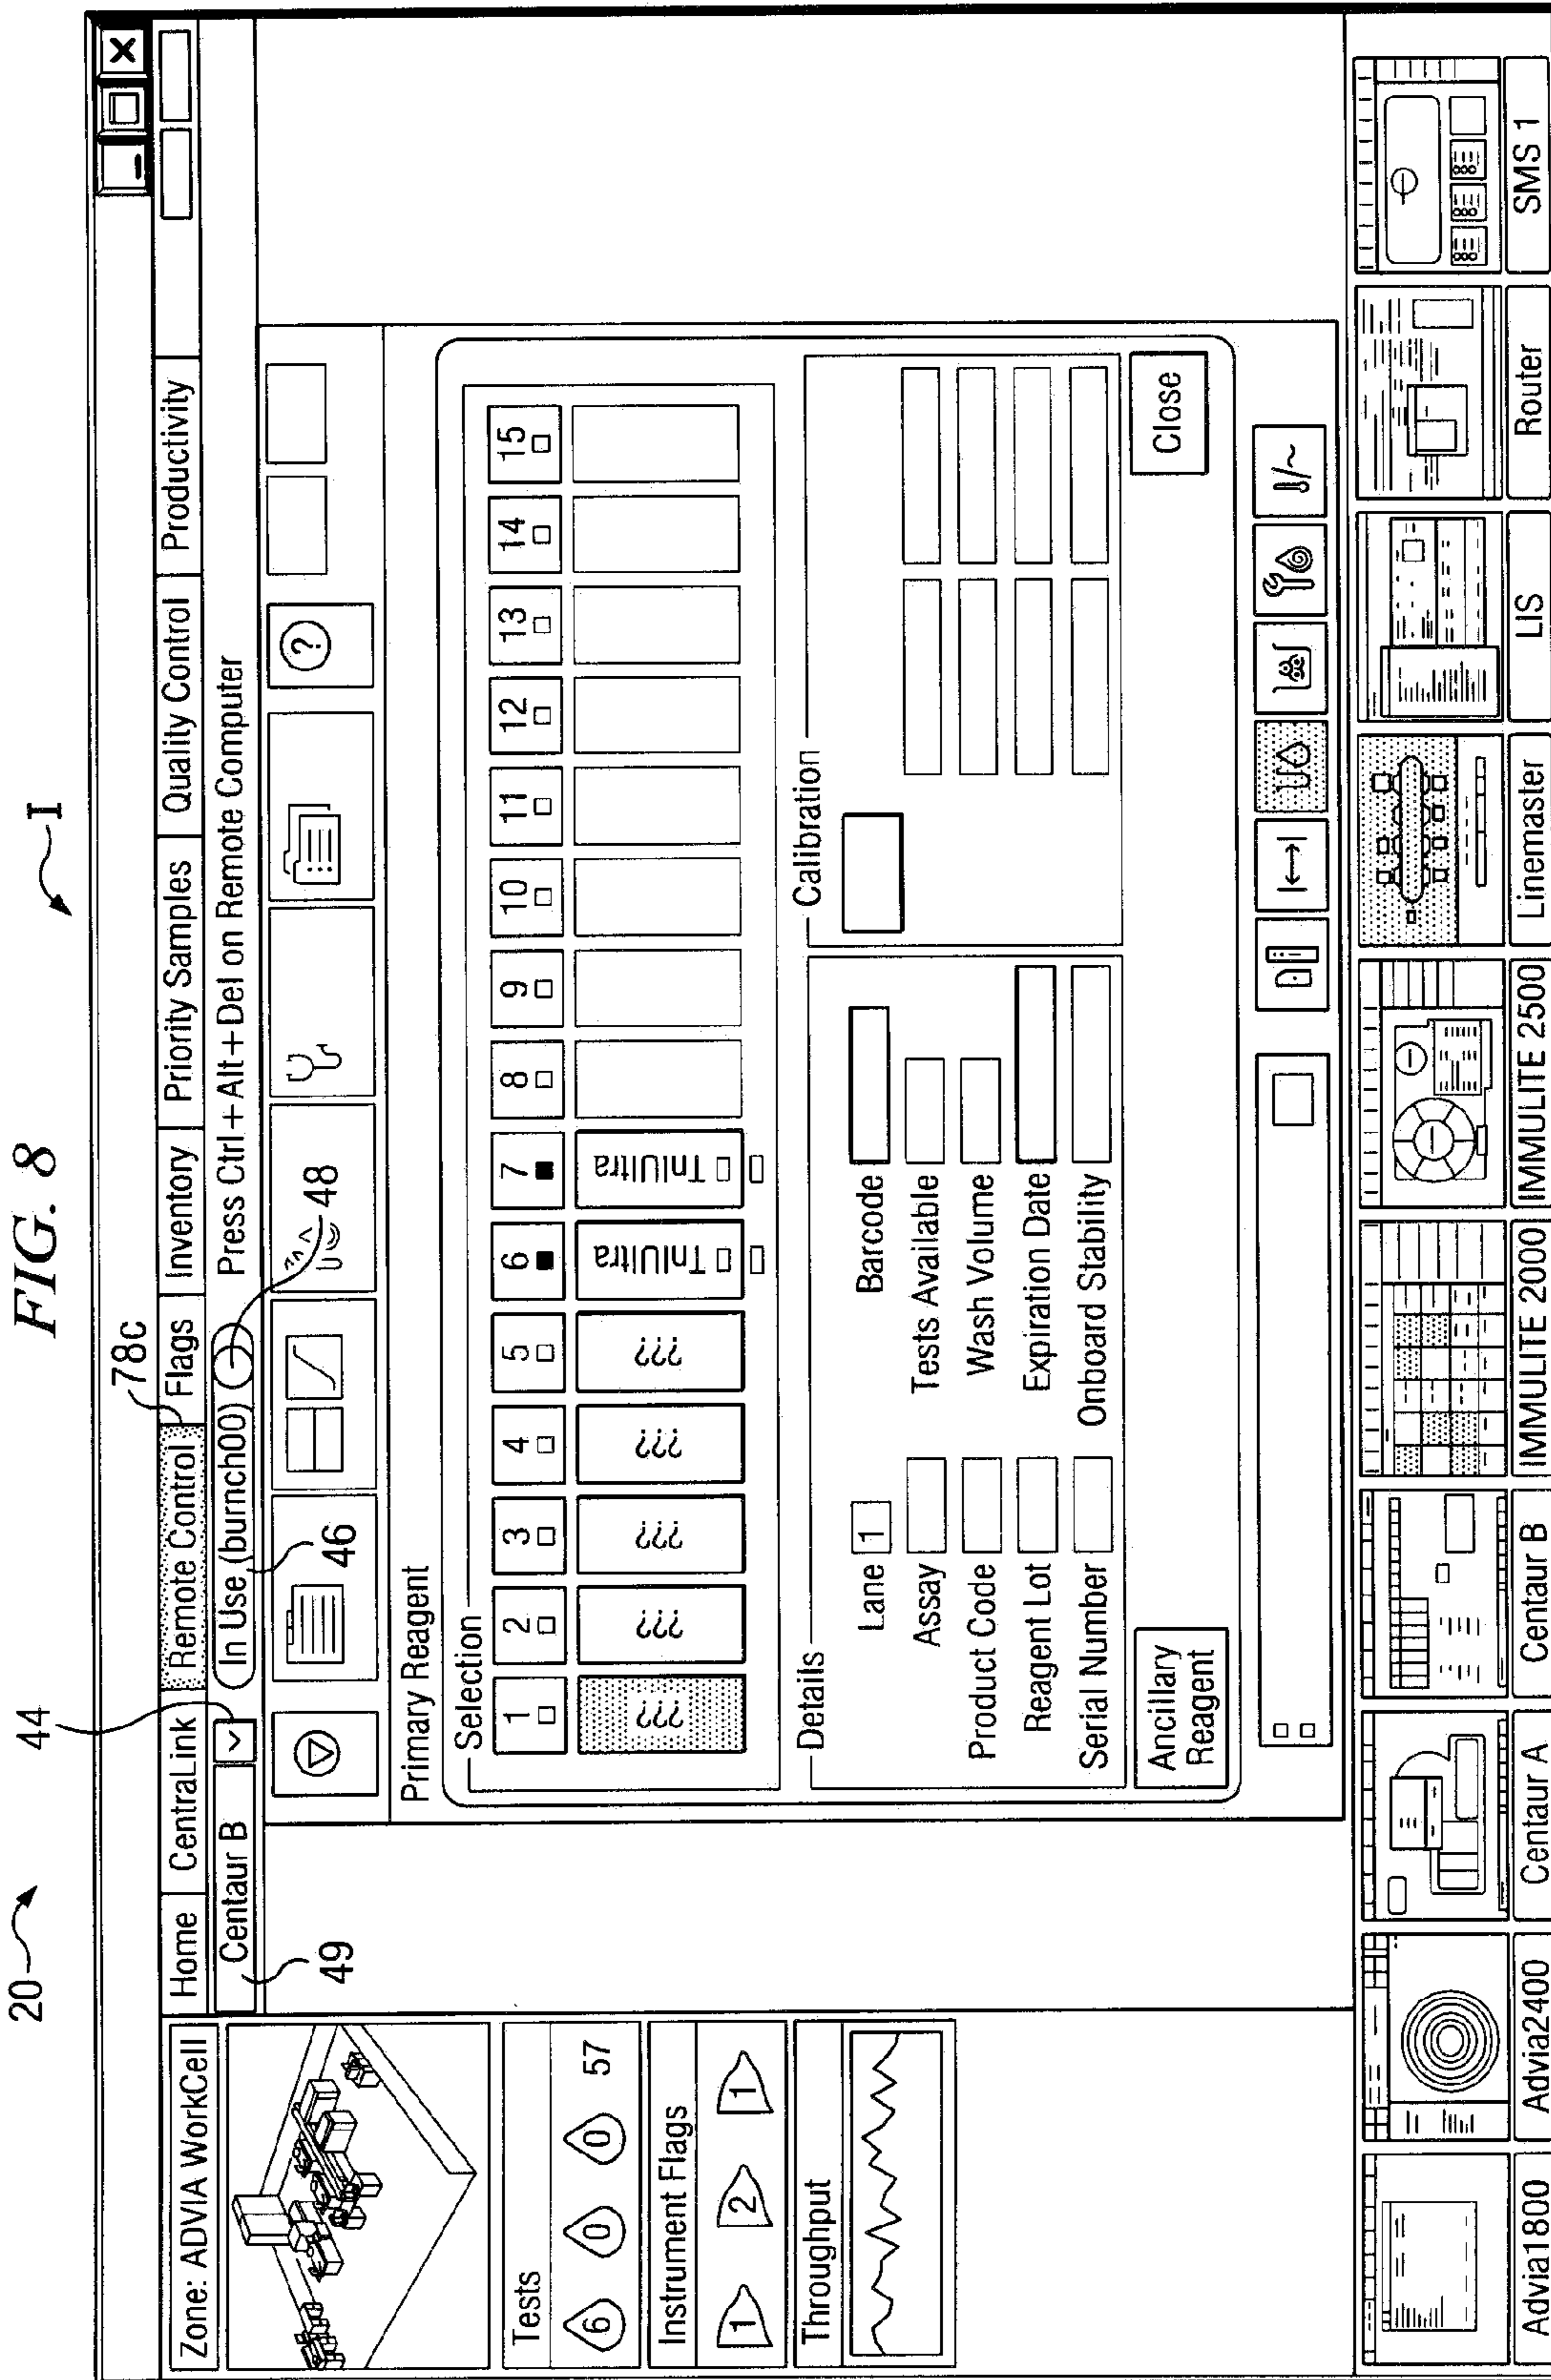 FIG. 8
20
44
78c
1
Home CentraLink Remote Control Flags Inventory Priority Samples Quality Control Productivity
Centaur B In Use (burnch00) Press Ctrl+Alt+Del on Remote Computer
49
46
48
?
Zone: ADVIA WorkCell
Tests
6 0 0 57
Instrument Flags
1 2 1
Throughput
Primary Reagent
Selection
1 2 3 4 5 6 7 8 9 10 11 12 13 14 15
??? ??? ??? ??? ??? TnIUltra TnIUltra
Details
Lane 1 Barcode
Assay Tests Available
Product Code Wash Volume
Reagent Lot Expiration Date
Serial Number Onboard Stability
Calibration
Ancillary
Reagent
Close
Advia1800 Advia2400 Centaur A Centaur B IMMULITE 2000 IMMULITE 2500 Linemaster LIS Router SMS 1